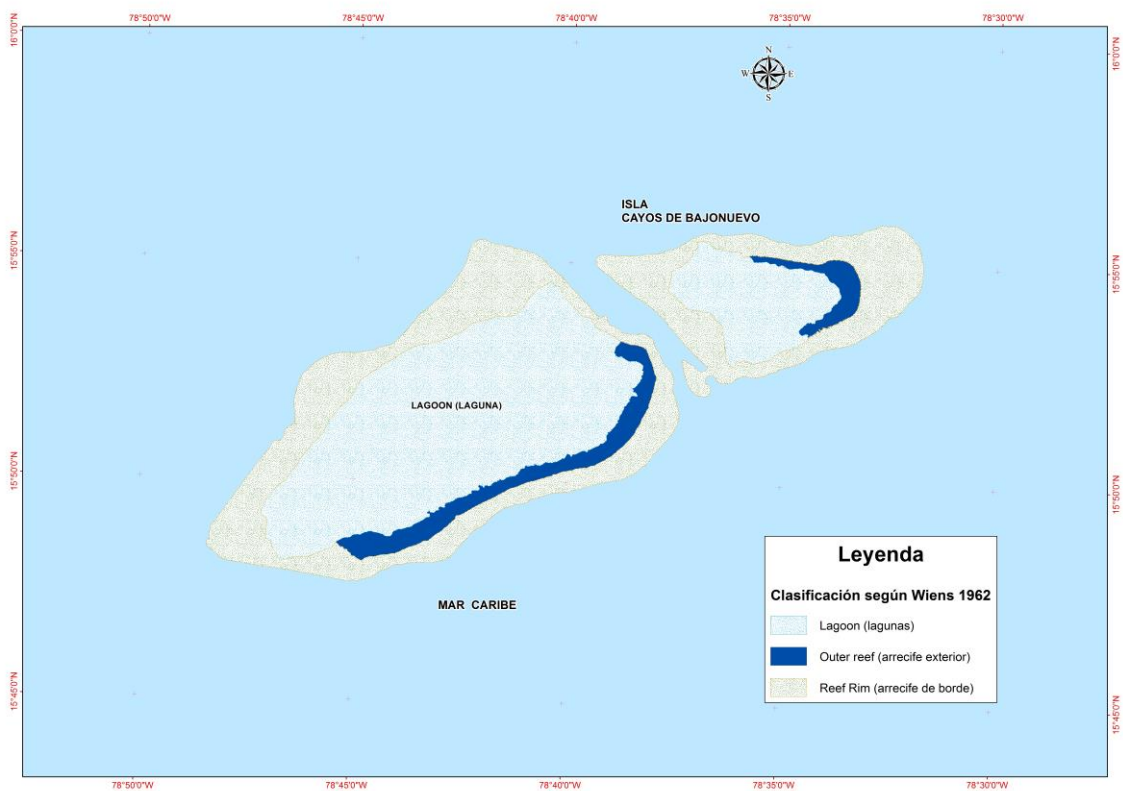 78°50'0"W 78°45'0"W 78°40'0"W 78°35'0"W 78°30'0"W
16°0'0"N
16°0'0"N
N
W E
S
ISLA
CAYOS DE BAJONUEVO
15°55'0"N
15°55'0"N
LAGOON (LAGUNA)
15°50'0"N
15°50'0"N
MAR CARIBE
Leyenda
Clasificación según Wiens 1962
Lagoon (lagunas)
Outer reef (arrecife exterior)
Reef Rim (arrecife de borde)
15°45'0"N
15°45'0"N
78°50'0"W 78°45'0"W 78°40'0"W 78°35'0"W 78°30'0"W